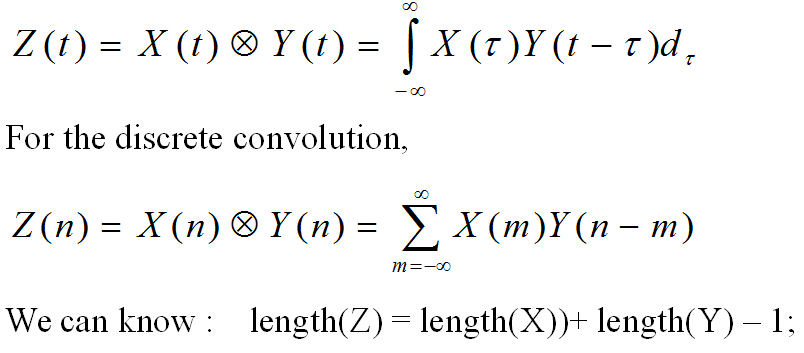 Z(t) = X(t) ⊗ Y(t) = ∫_{-∞}^{∞} X(τ)Y(t − τ)d_τ
For the discrete convolution,
Z(n) = X(n) ⊗ Y(n) = ∑_{m=-∞}^{∞} X(m)Y(n − m)
We can know : length(Z) = length(X))+ length(Y) – 1;